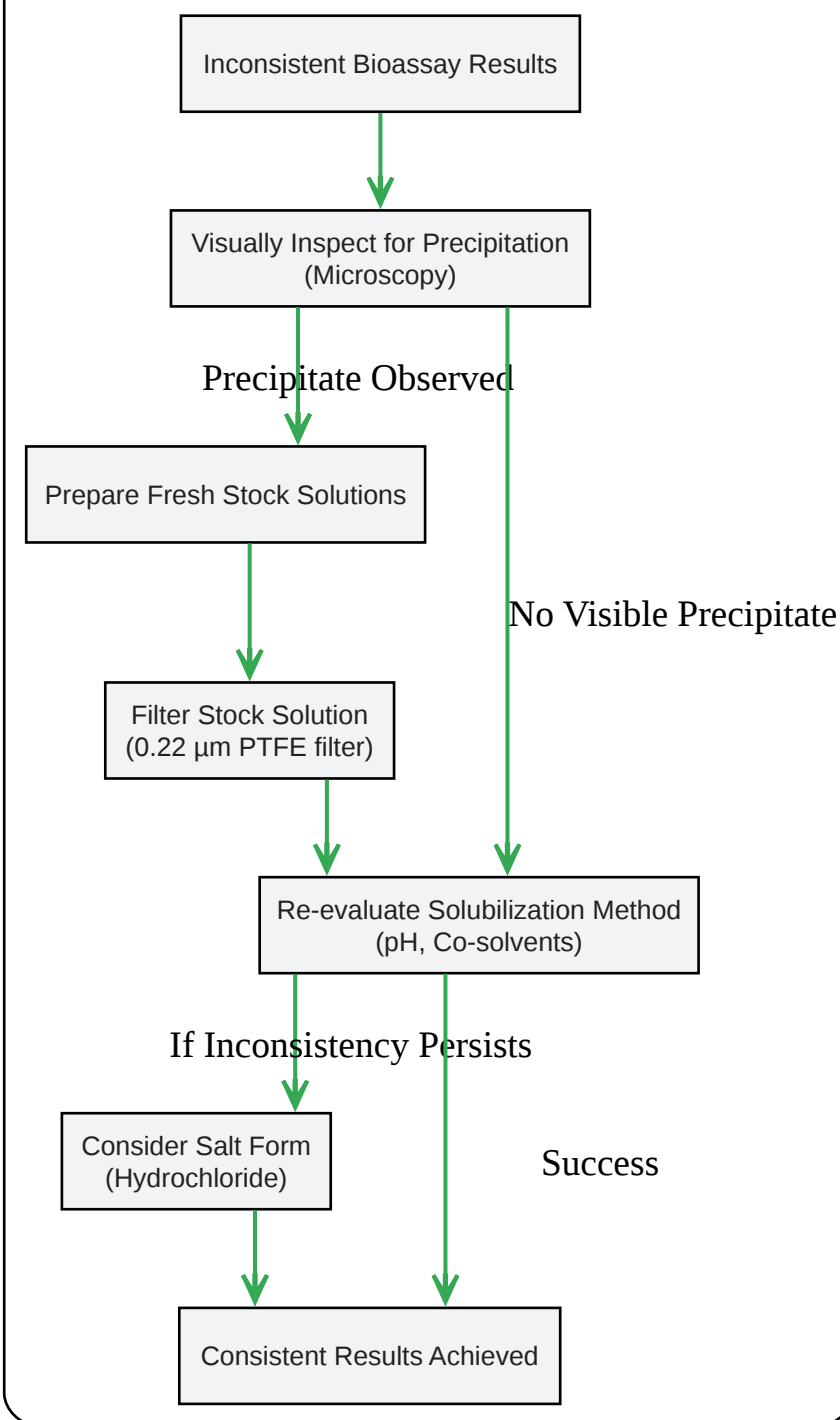 Inconsistent Bioassay Results
Visually Inspect for Precipitation
(Microscopy)
Precipitate Observed
Prepare Fresh Stock Solutions
No Visible Precipitate
Filter Stock Solution
(0.22 µm PTFE filter)
Re-evaluate Solubilization Method
(pH, Co-solvents)
If Inconsistency Persists
Consider Salt Form
(Hydrochloride)
Success
Consistent Results Achieved